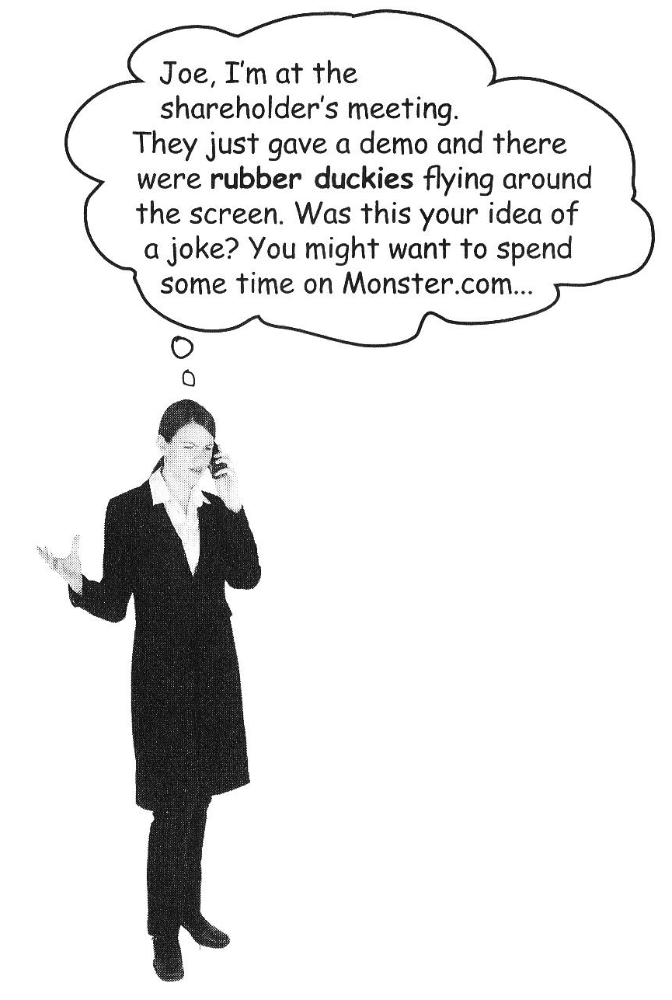 Joe, I'm at the
shareholder's meeting.
They just gave a demo and there
were rubber duckies flying around
the screen. Was this your idea of
a joke? You might want to spend
some time on Monster.com...